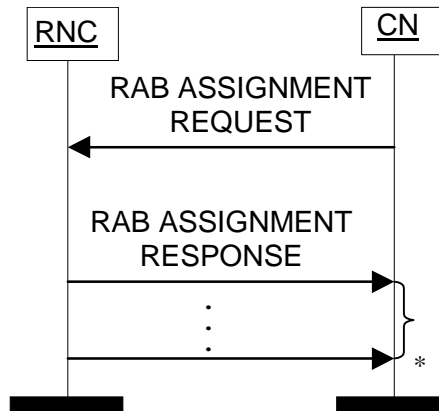 RNC
CN
RAB ASSIGNMENT
REQUEST
RAB ASSIGNMENT
RESPONSE
*